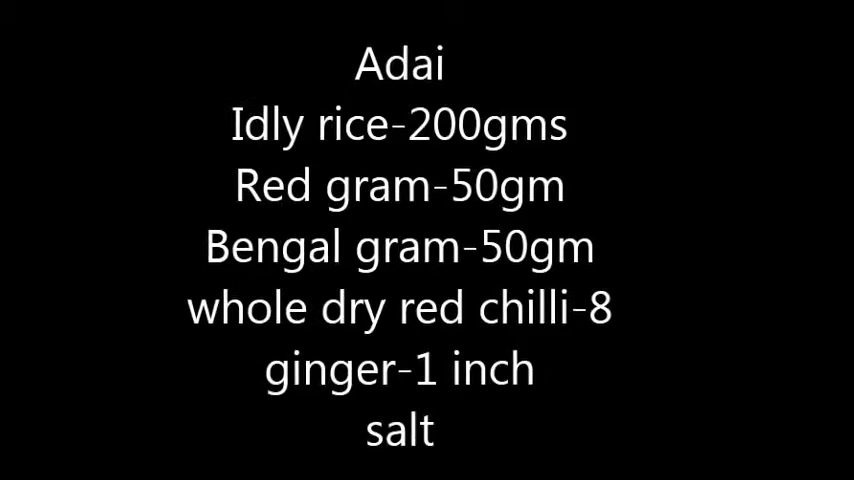 Adai
Idly rice-200gms
Red gram-50gm
Bengal gram-50gm
whole dry red chilli-8
ginger-1 inch
salt